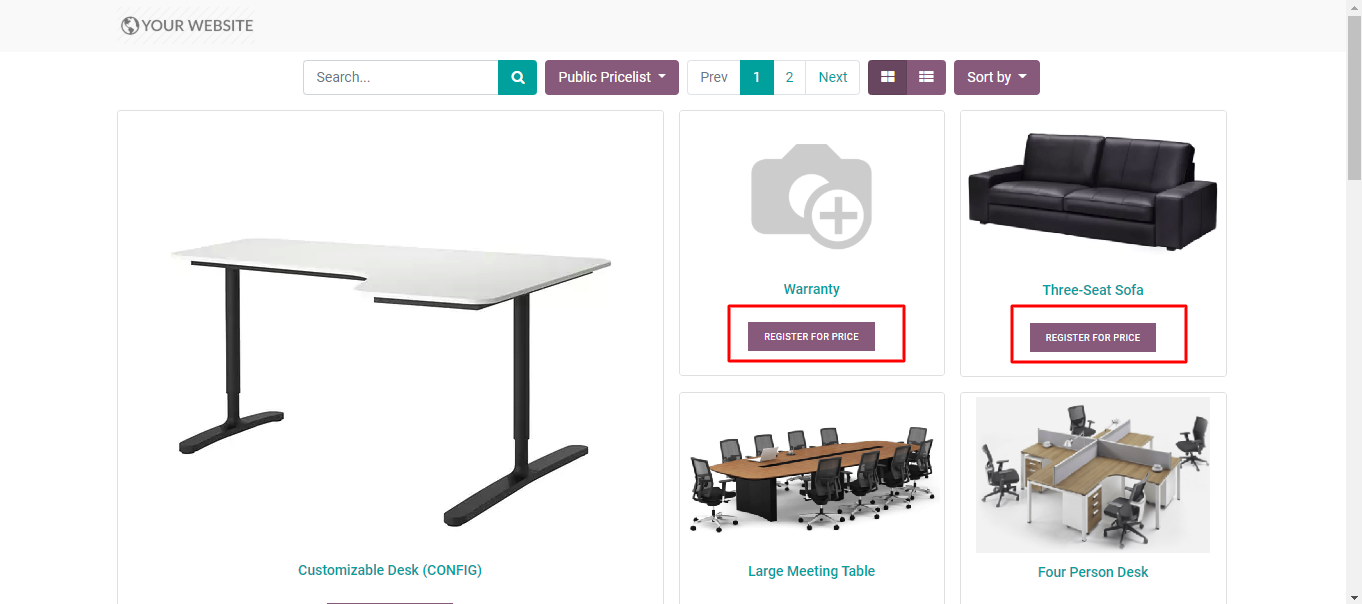 YOUR WEBSITE
Search...
Public Pricelist
Prev
1
2
Next
Sort by
Warranty
REGISTER FOR PRICE
Three-Seat Sofa
REGISTER FOR PRICE
Customizable Desk (CONFIG)
Large Meeting Table
Four Person Desk